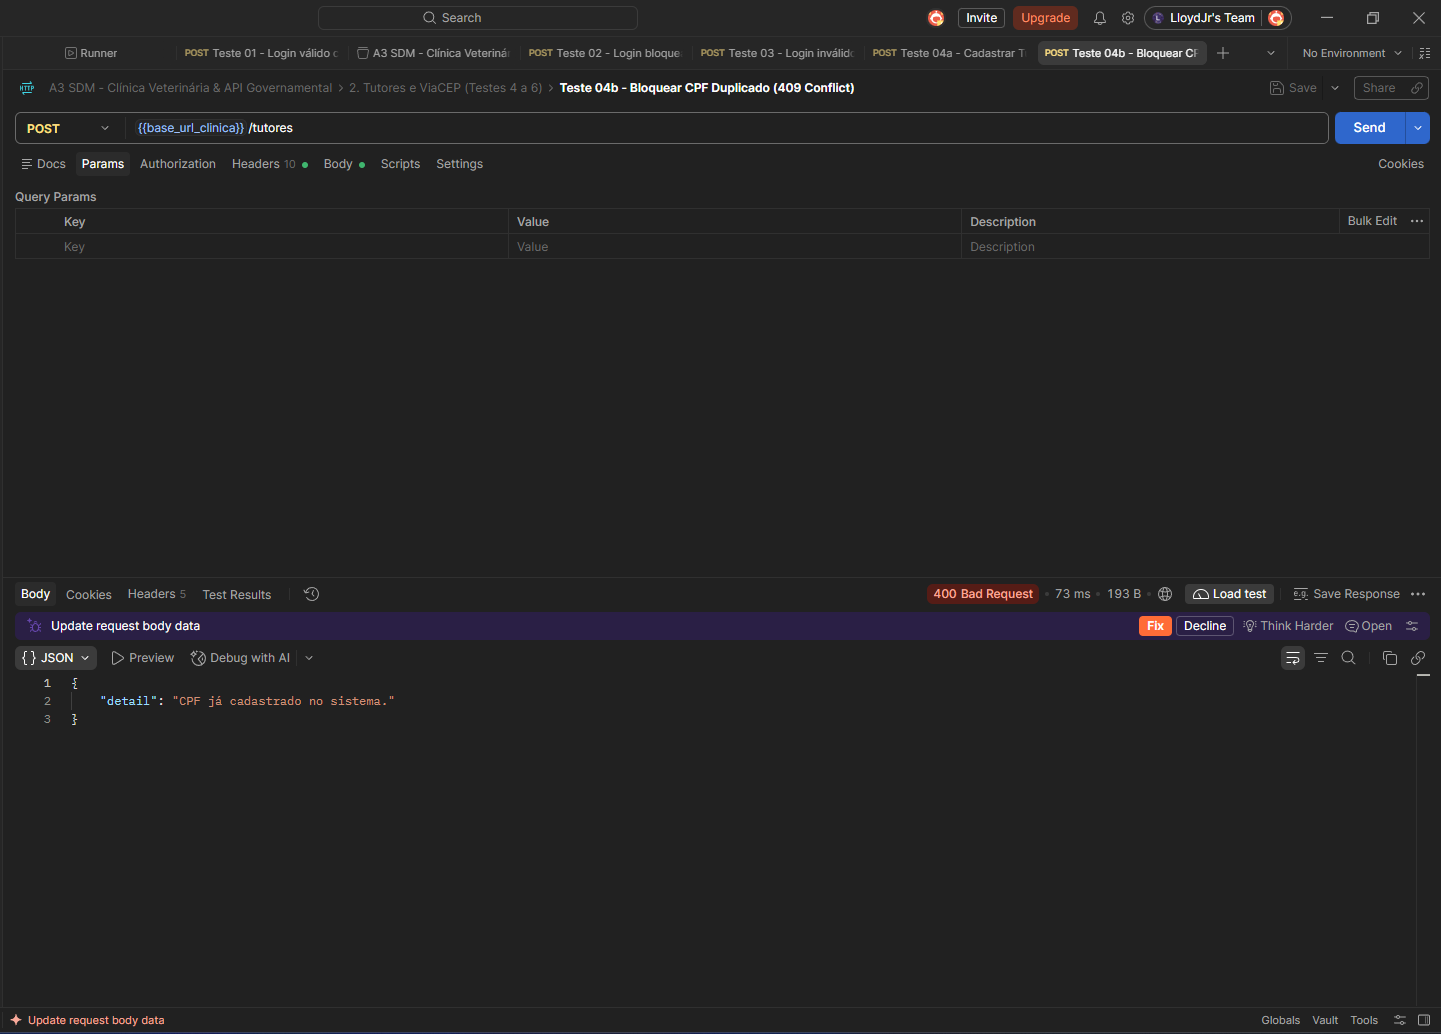 Search
Invite
Upgrade
LloydJr's Team
Runner
POST Teste 01 - Login válido c
A3 SDM - Clínica Veteriná
POST Teste 02 - Login bloque
POST Teste 03 - Login inválid
POST Teste 04a - Cadastrar T
POST Teste 04b - Bloquear CP
No Environment
HTTP
A3 SDM - Clínica Veterinária & API Governamental > 2. Tutores e ViaCEP (Testes 4 a 6) > Teste 04b - Bloquear CPF Duplicado (409 Conflict)
Save
Share
POST
{{base_url_clinica}} /tutores
Send
Docs
Params
Authorization
Headers 10
Body
Scripts
Settings
Cookies
Query Params
Key
Value
Description
Bulk Edit
Key
Value
Description
Body
Cookies
Headers 5
Test Results
400 Bad Request
73 ms
193 B
Load test
e.g. Save Response
Update request body data
Fix
Decline
Think Harder
Open
{} JSON
Preview
Debug with AI
1 {
2 "detail": "CPF já cadastrado no sistema."
3 }
Update request body data
Globals
Vault
Tools